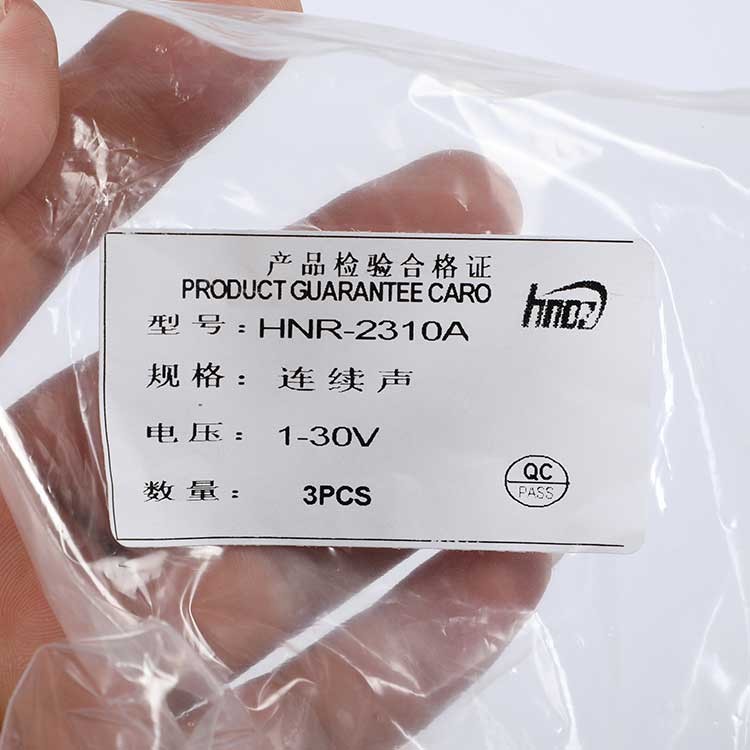 产品检验合格证
PRODUCT GUARANTEE CARO
hndz
型号: HNR-2310A
规格: 连续声
电压: 1-30V
数量: 3PCS
QC
PASS